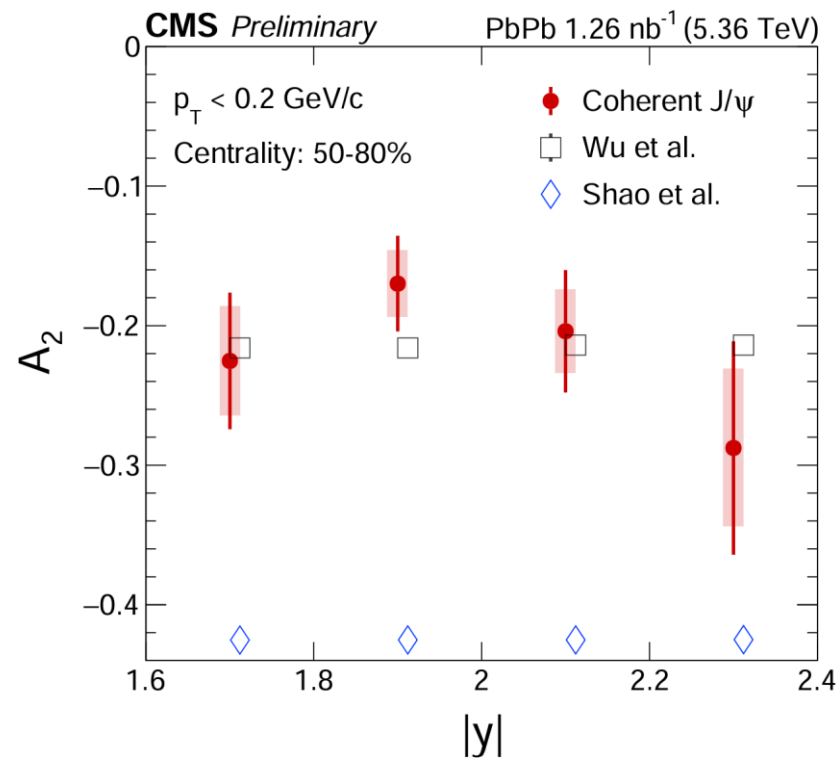 CMS Preliminary PbPb 1.26 nb⁻¹ (5.36 TeV)
p_T < 0.2 GeV/c
Centrality: 50-80%
Coherent J/ψ
Wu et al.
Shao et al.
0
−0.1
−0.2
−0.3
−0.4
A₂
1.6 1.8 2 2.2 2.4
|y|